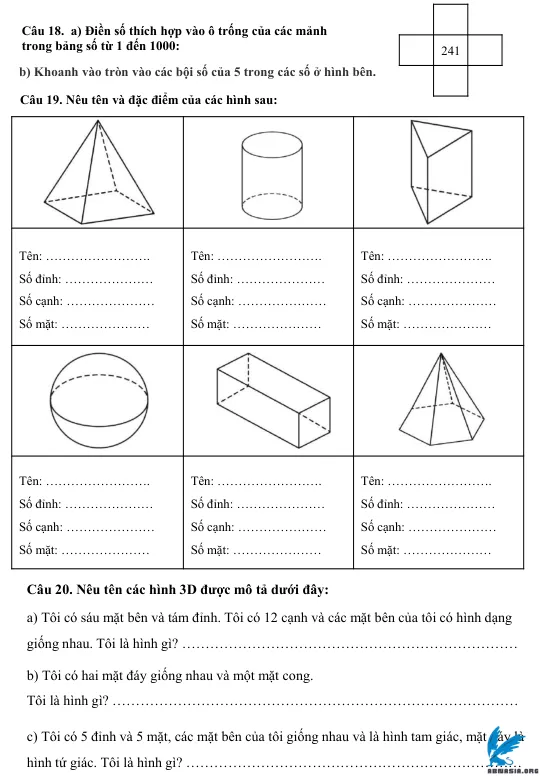 Câu 18. a) Điền số thích hợp vào ô trống của các mảnh
trong bảng số từ 1 đến 1000:
241
b) Khoanh vào tròn vào các bội số của 5 trong các số ở hình bên.
Câu 19. Nêu tên và đặc điểm của các hình sau:
Tên: ............................ Tên: ............................ Tên: ............................
Số đỉnh: ........................ Số đỉnh: ........................ Số đỉnh: ........................
Số cạnh: ........................ Số cạnh: ........................ Số cạnh: ........................
Số mặt: ........................ Số mặt: ........................ Số mặt: ........................
Tên: ............................ Tên: ............................ Tên: ............................
Số đỉnh: ........................ Số đỉnh: ........................ Số đỉnh: ........................
Số cạnh: ........................ Số cạnh: ........................ Số cạnh: ........................
Số mặt: ........................ Số mặt: ........................ Số mặt: ........................
Câu 20. Nêu tên các hình 3D được mô tả dưới đây:
a) Tôi có sáu mặt bên và tám đỉnh. Tôi có 12 cạnh và các mặt bên của tôi có hình dạng
giống nhau. Tôi là hình gì? ................................................................
b) Tôi có hai mặt đáy giống nhau và một mặt cong.
Tôi là hình gì? ................................................................
c) Tôi có 5 đỉnh và 5 mặt, các mặt bên của tôi giống nhau và là hình tam giác, mặt đáy là
hình tứ giác. Tôi là hình gì? ................................................................